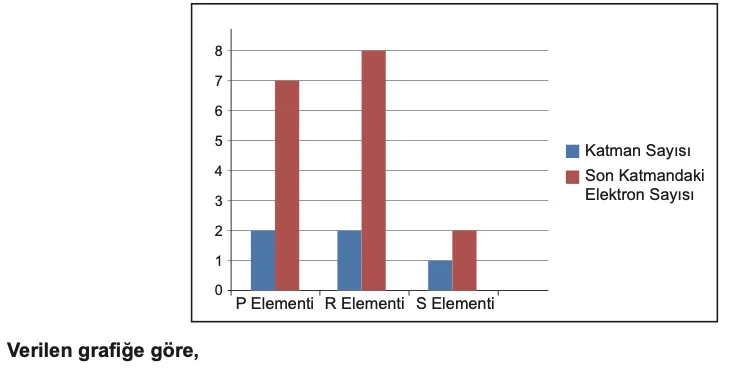 8
7
6
5
4
3
2
1
0
P Elementi R Elementi S Elementi
Katman Sayısı
Son Katmandaki
Elektron Sayısı
Verilen grafiğe göre,